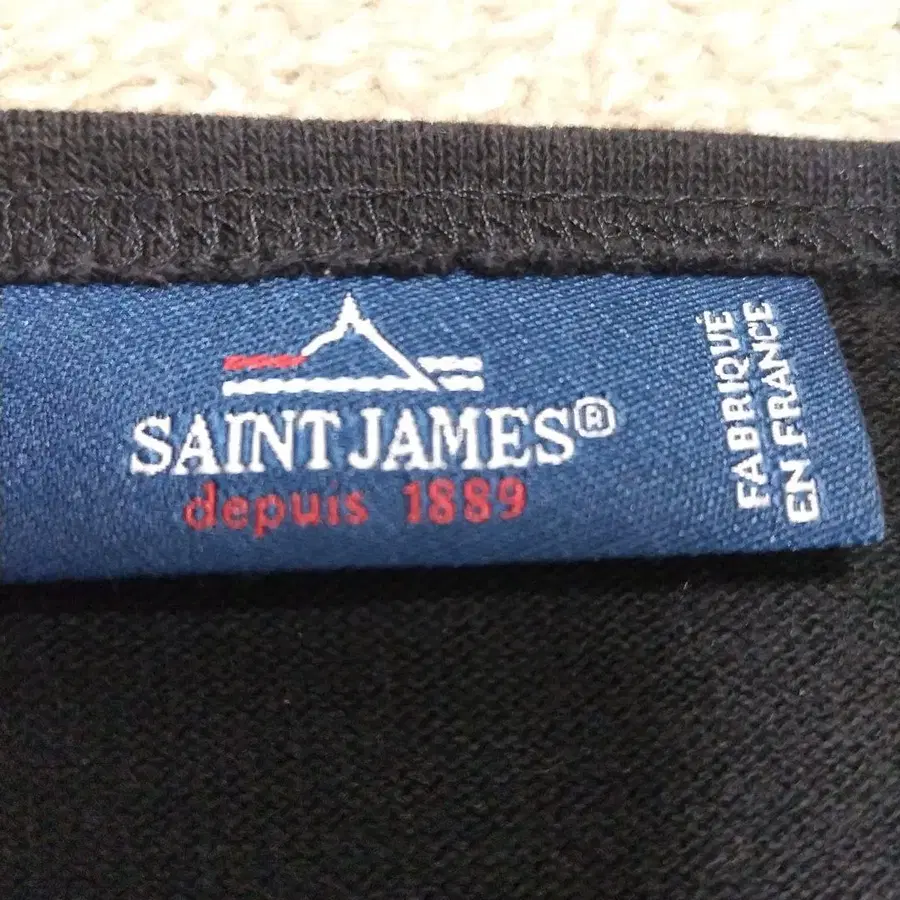 SAINT JAMES®
depuis 1889
FABRIQUÉ
EN FRANCE